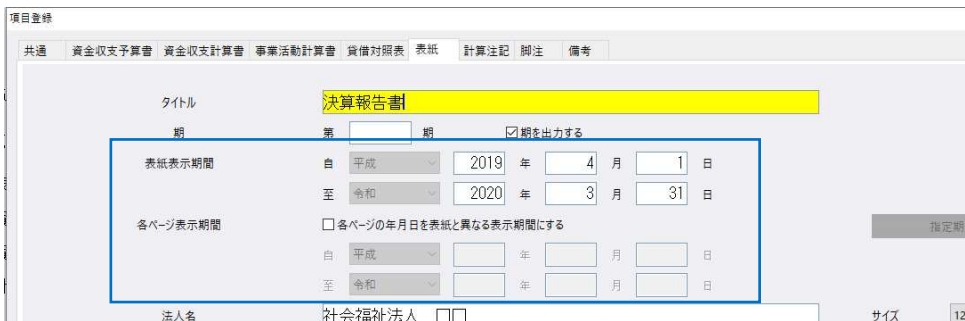 項目登録
共通 資金収支予算書 資金収支計算書 事業活動計算書 貸借対照表 表紙 計算注記 脚注 備考
タイトル 決算報告書
期 第 期 ☑期を出力する
表紙表示期間 自 平成 2019 年 4 月 1 日
至 令和 2020 年 3 月 31 日
各ページ表示期間 □各ページの年月日を表紙と異なる表示期間にする
指定期
自 平成 年 月 日
至 令和 年 月 日
法人名 社会福祉法人 □□ サイズ 12